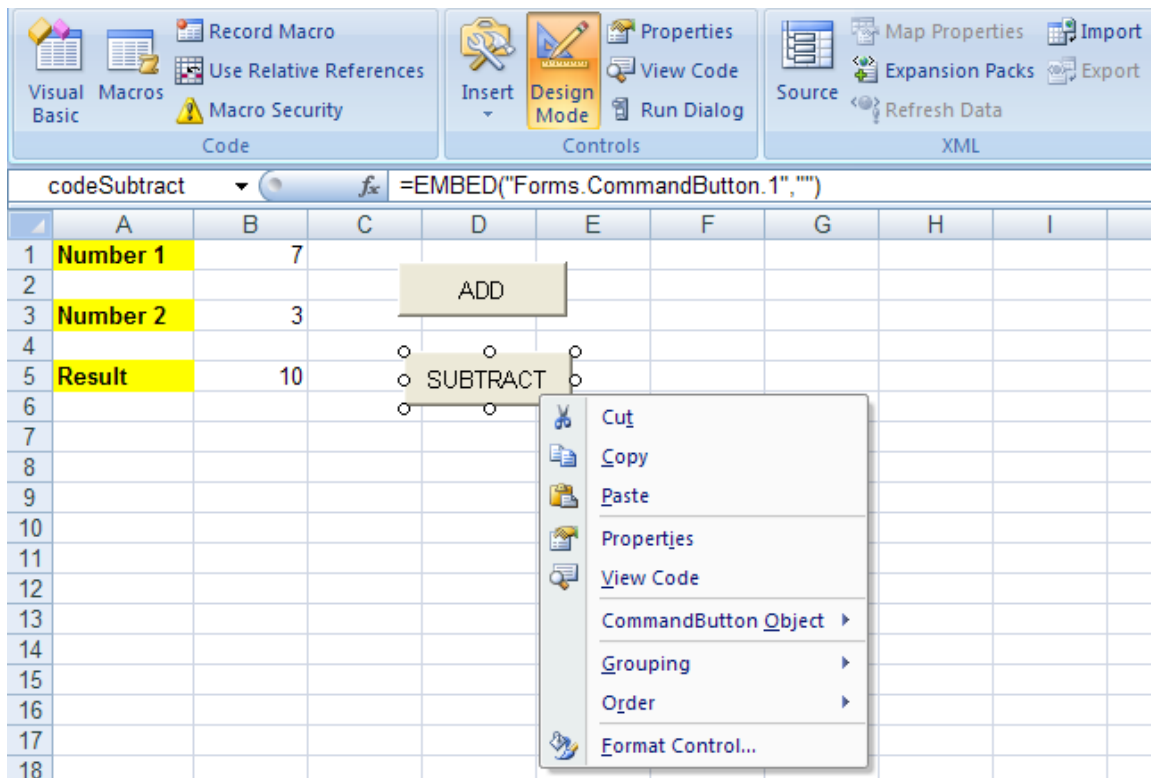 Visual Basic
Macros
Record Macro
Use Relative References
Macro Security
Code
Insert
Design Mode
Properties
View Code
Run Dialog
Controls
Source
Map Properties
Expansion Packs
Refresh Data
Import
Export
XML
codeSubtract
fx =EMBED("Forms.CommandButton.1","")
A B C D E F G H I
1 Number 1 7
2 ADD
3 Number 2 3
4
5 Result 10 SUBTRACT
6
7
8
9
10
11
12
13
14
15
16
17
18
Cut
Copy
Paste
Properties
View Code
CommandButton Object
Grouping
Order
Format Control...